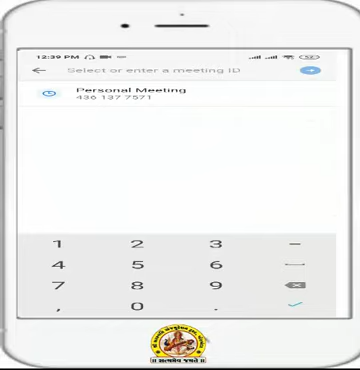 12:39 PM
Select or enter a meeting ID
Personal Meeting
436 137 7571
1 2 3 -
4 5 6
7 8 9
, 0 .